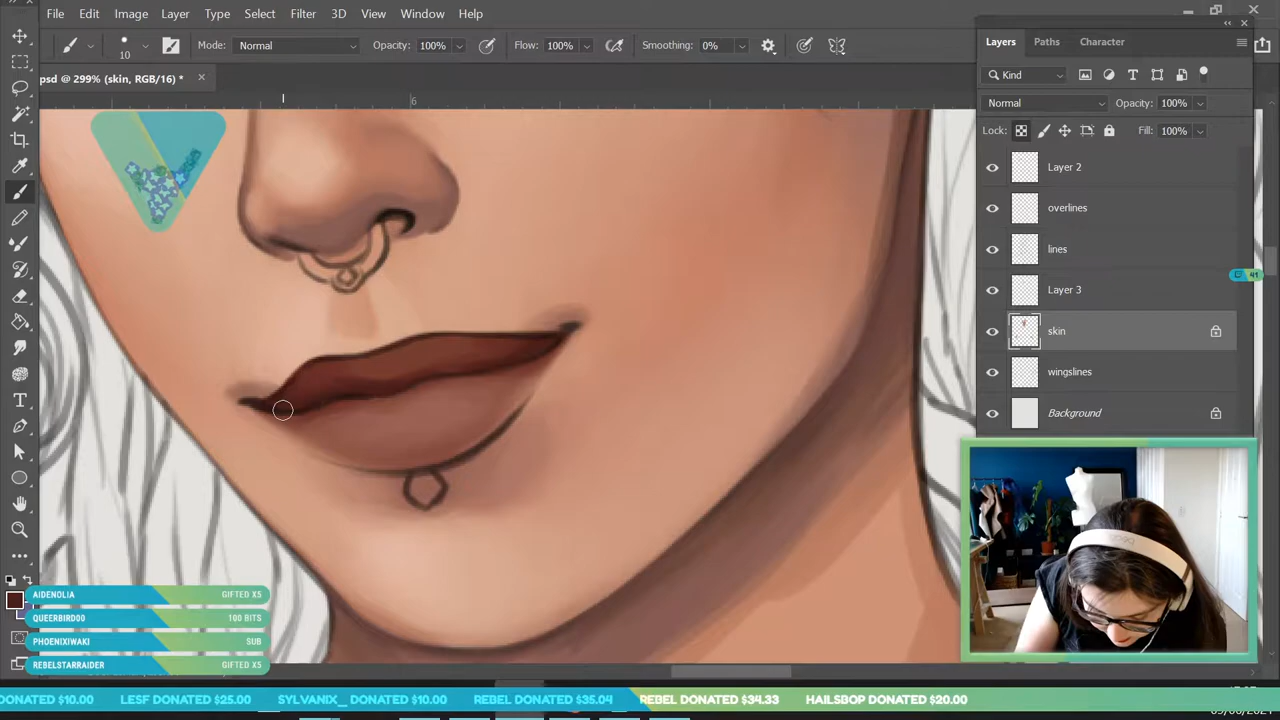 File Edit Image Layer Type Select Filter 3D View Window Help
10 Mode: Normal Opacity: 100% Flow: 100% Smoothing: 0%
psd @ 299% (skin, RGB/16) *
6
Layers Paths Character
Kind
Normal Opacity: 100%
Lock: Fill: 100%
Layer 2
overlines
lines
41
Layer 3
skin
wingslines
Background
AIDENOLIA GIFTED X5
QUEERBIRD00 100 BITS
PHOENIXIWAKI SUB
REBELSTARRAIDER GIFTED X5
DONATED $10.00 LESF DONATED $25.00 SYLVANIX_ DONATED $10.00 REBEL DONATED $35.04 REBEL DONATED $34.33 HAILSBOP DONATED $20.00